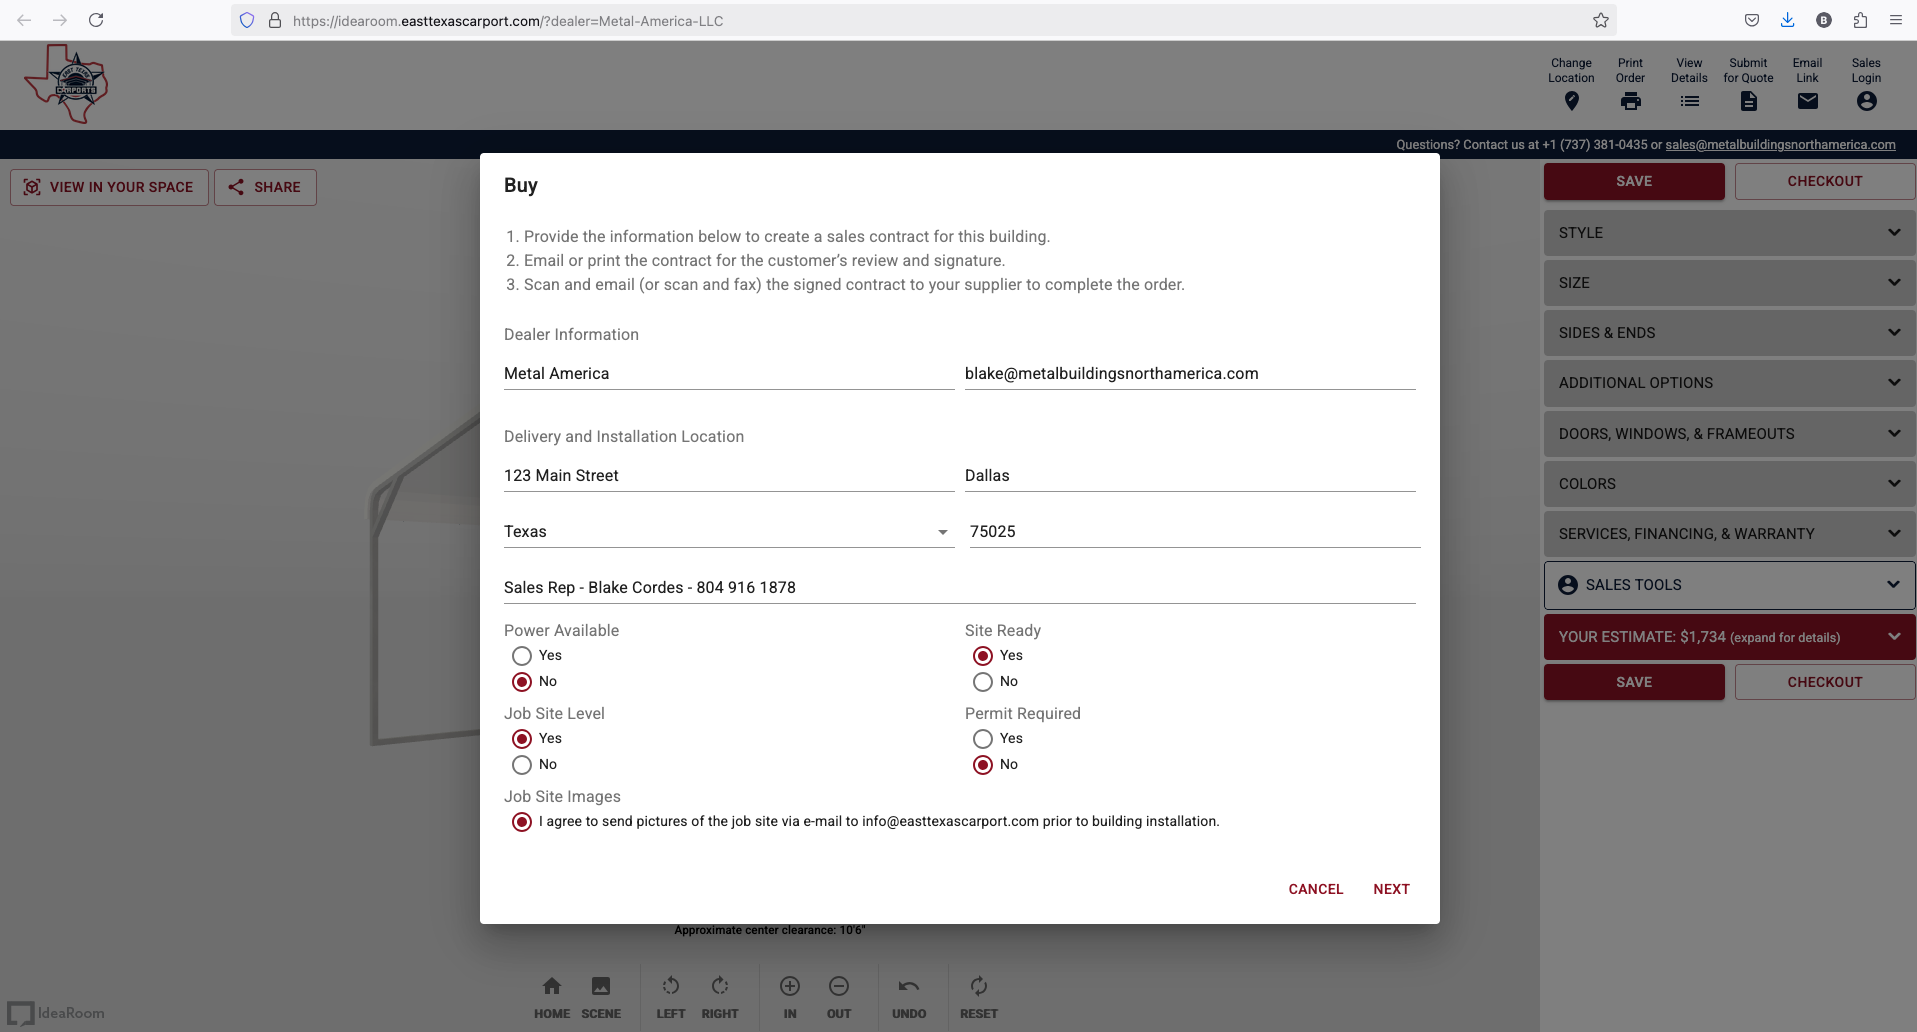 https://idearoom.easttexascarport.com/?dealer=Metal-America-LLC
B
EAST TEXAS
CARPORTS
Change Location
Print Order
View Details
Submit for Quote
Email Link
Sales Login
Questions? Contact us at +1 (737) 381-0435 or sales@metalbuildingsnorthamerica.com
VIEW IN YOUR SPACE
SHARE
Buy
1. Provide the information below to create a sales contract for this building.
2. Email or print the contract for the customer’s review and signature.
3. Scan and email (or scan and fax) the signed contract to your supplier to complete the order.
Dealer Information
Metal America
blake@metalbuildingsnorthamerica.com
Delivery and Installation Location
123 Main Street
Dallas
Texas
75025
Sales Rep - Blake Cordes - 804 916 1878
Power Available
Yes
No
Site Ready
Yes
No
Job Site Level
Yes
No
Permit Required
Yes
No
Job Site Images
I agree to send pictures of the job site via e-mail to info@easttexascarport.com prior to building installation.
CANCEL
NEXT
SAVE
CHECKOUT
STYLE
SIZE
SIDES & ENDS
ADDITIONAL OPTIONS
DOORS, WINDOWS, & FRAMEOUTS
COLORS
SERVICES, FINANCING, & WARRANTY
SALES TOOLS
YOUR ESTIMATE: $1,734 (expand for details)
SAVE
CHECKOUT
Approximate center clearance: 10'6"
HOME
SCENE
LEFT
RIGHT
IN
OUT
UNDO
RESET
IdeaRoom